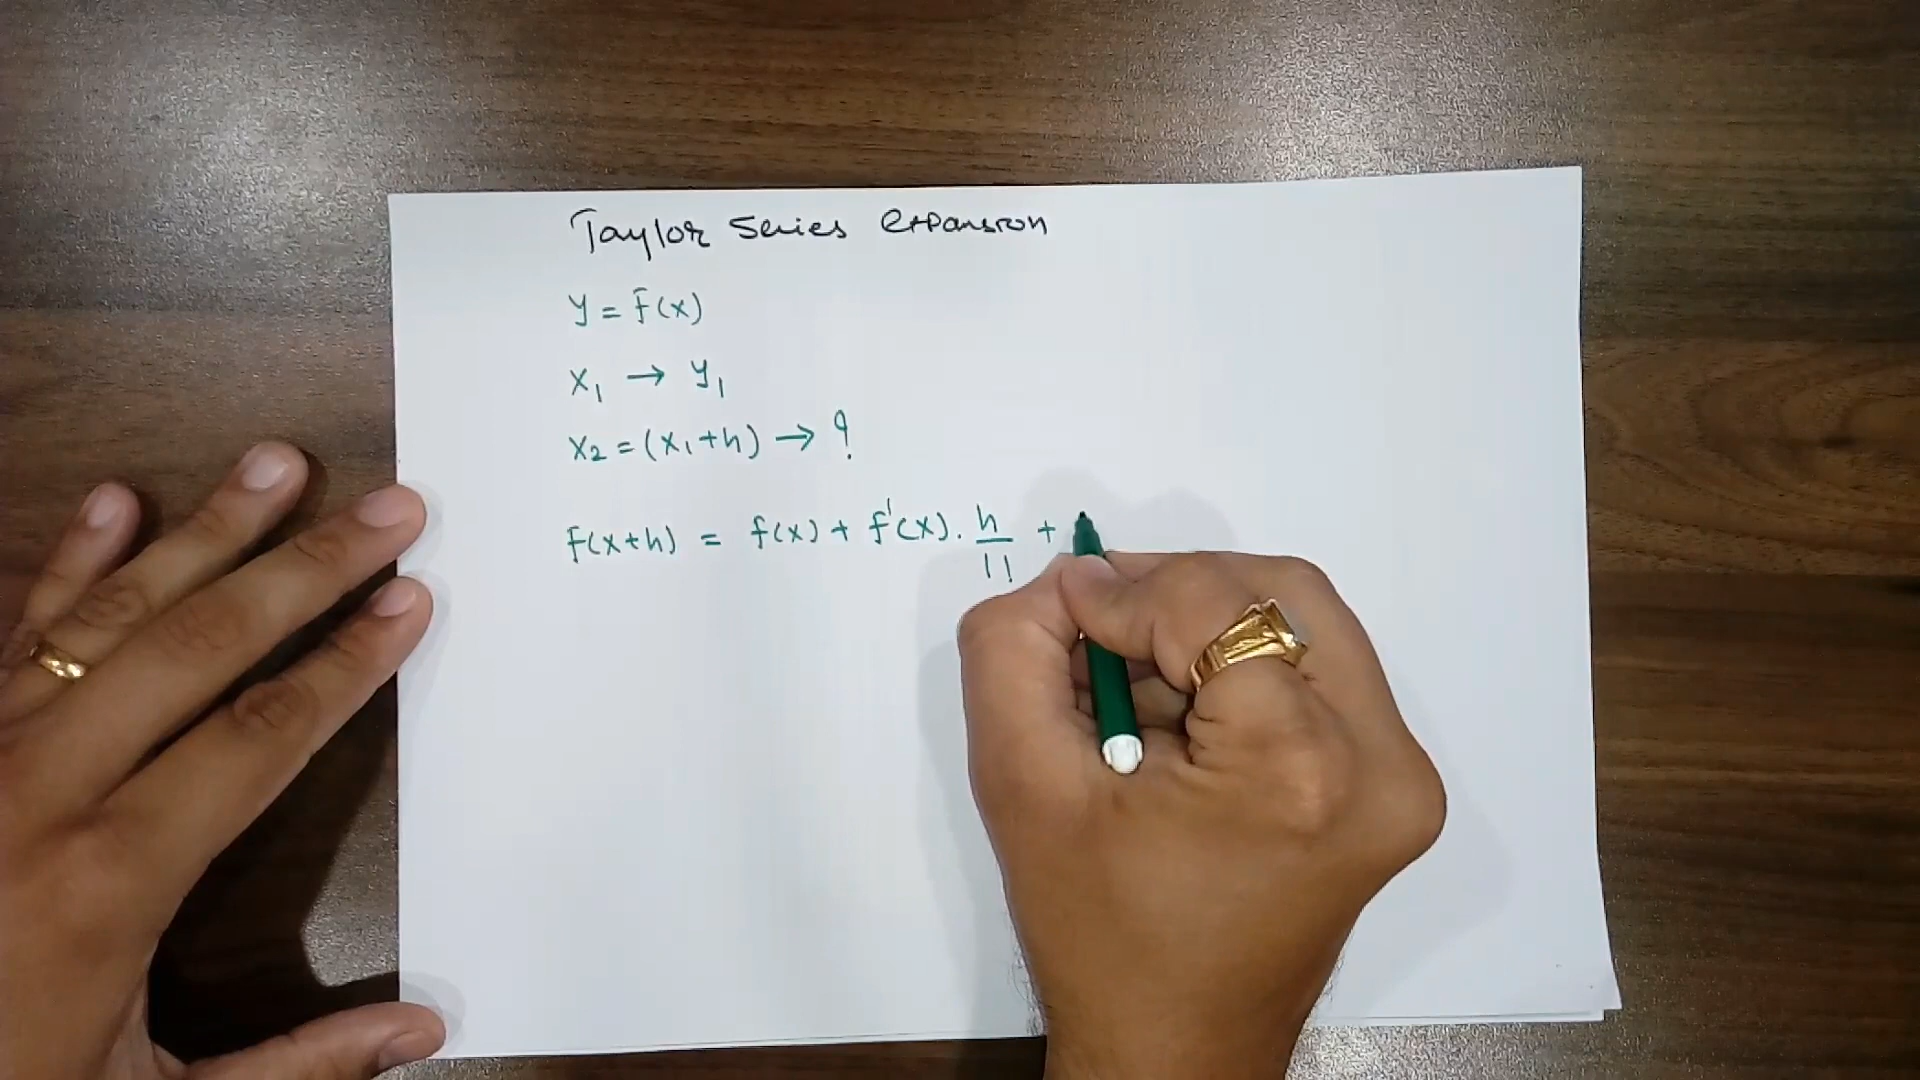 Taylor Series expansion
y = f(x)
x₁ → y₁
x₂ = (x₁+h) → ?
f(x+h) = f(x) + f'(x). h/1! +